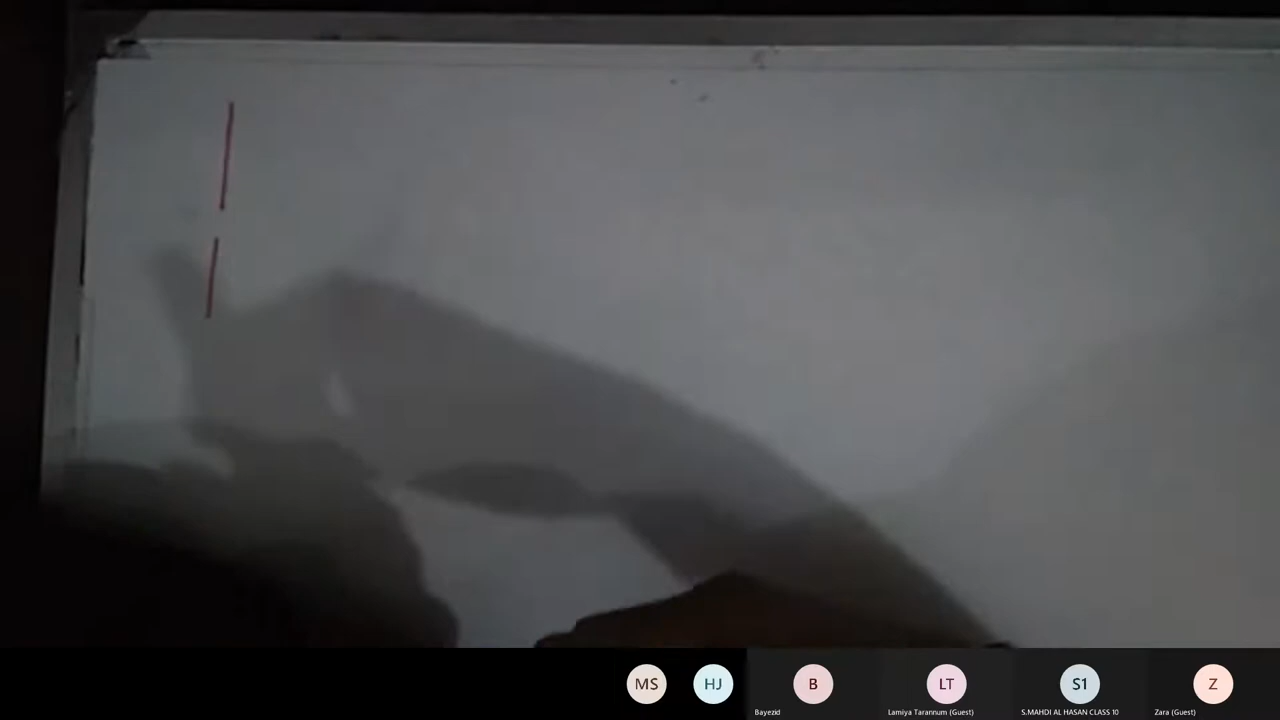 MS HJ B LT S1 Z
Bayezid Lamiya Tarannum (Guest) S.MAHDI AL HASAN CLASS 10 Zara (Guest)